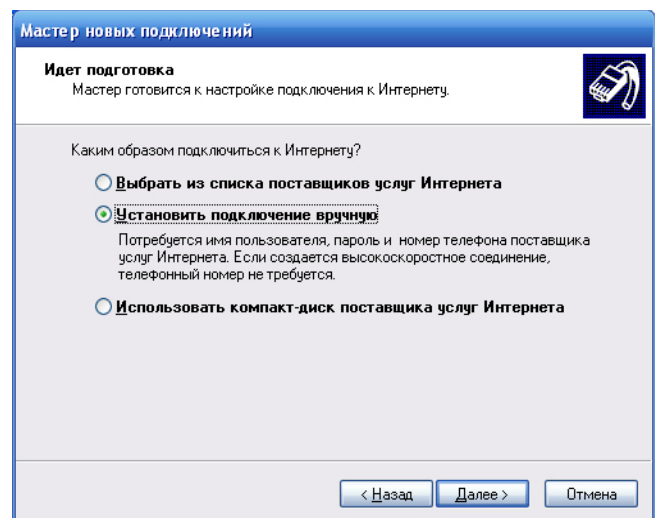 Мастер новых подключений
Идет подготовка
Мастер готовится к настройке подключения к Интернету.
Каким образом подключиться к Интернету?
Выбрать из списка поставщиков услуг Интернета
Установить подключение вручную
Потребуется имя пользователя, пароль и номер телефона поставщика
услуг Интернета. Если создается высокоскоростное соединение,
телефонный номер не требуется.
Использовать компакт-диск поставщика услуг Интернета
< Назад Далее > Отмена